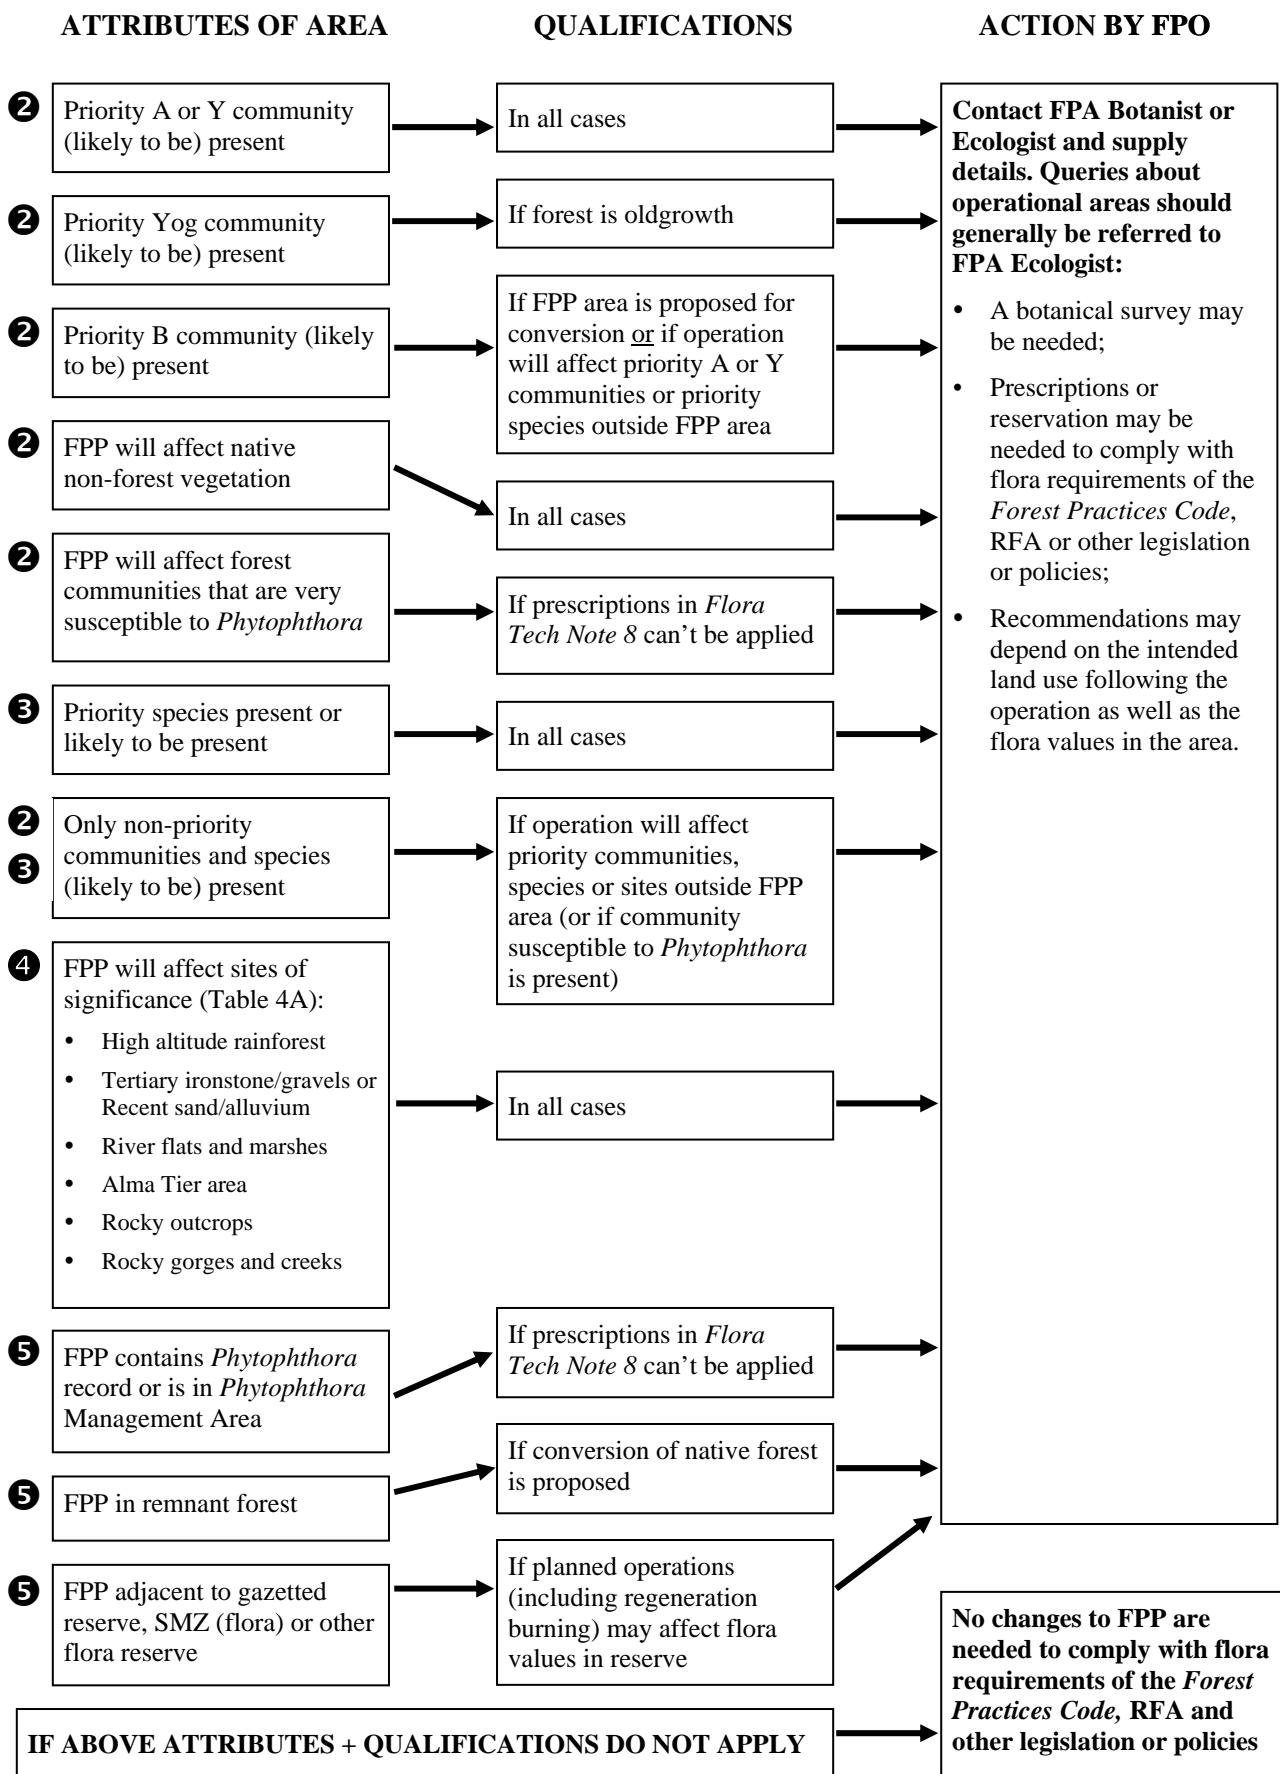 ATTRIBUTES OF AREA
QUALIFICATIONS
ACTION BY FPO
❷
Priority A or Y community
(likely to be) present
In all cases
❷
Priority Yog community
(likely to be) present
If forest is oldgrowth
❷
Priority B community (likely
to be) present
If FPP area is proposed for
conversion or if operation
will affect priority A or Y
communities or priority
species outside FPP area
❷
FPP will affect native
non-forest vegetation
In all cases
❷
FPP will affect forest
communities that are very
susceptible to Phytophthora
If prescriptions in Flora
Tech Note 8 can’t be applied
❸
Priority species present or
likely to be present
In all cases
❷
❸
Only non-priority
communities and species
(likely to be) present
If operation will affect
priority communities,
species or sites outside FPP
area (or if community
susceptible to Phytophthora
is present)
❹
FPP will affect sites of
significance (Table 4A):
• High altitude rainforest
• Tertiary ironstone/gravels or
Recent sand/alluvium
• River flats and marshes
• Alma Tier area
• Rocky outcrops
• Rocky gorges and creeks
In all cases
❺
FPP contains Phytophthora
record or is in Phytophthora
Management Area
If prescriptions in Flora
Tech Note 8 can’t be applied
❺
FPP in remnant forest
If conversion of native forest
is proposed
❺
FPP adjacent to gazetted
reserve, SMZ (flora) or other
flora reserve
If planned operations
(including regeneration
burning) may affect flora
values in reserve
Contact FPA Botanist or
Ecologist and supply
details. Queries about
operational areas should
generally be referred to
FPA Ecologist:
• A botanical survey may
be needed;
• Prescriptions or
reservation may be
needed to comply with
flora requirements of the
Forest Practices Code,
RFA or other legislation
or policies;
• Recommendations may
depend on the intended
land use following the
operation as well as the
flora values in the area.
IF ABOVE ATTRIBUTES + QUALIFICATIONS DO NOT APPLY
No changes to FPP are
needed to comply with flora
requirements of the Forest
Practices Code, RFA and
other legislation or policies